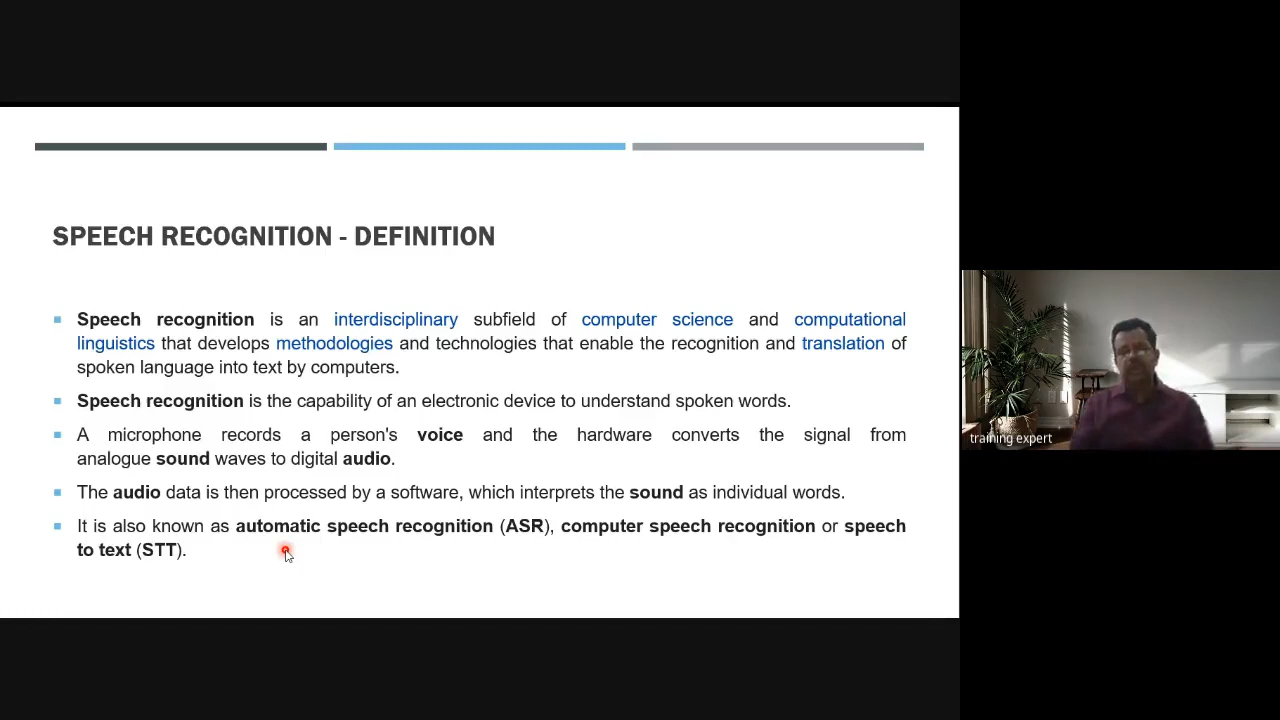 SPEECH RECOGNITION - DEFINITION
Speech recognition is an interdisciplinary subfield of computer science and computational
linguistics that develops methodologies and technologies that enable the recognition and translation of
spoken language into text by computers.
Speech recognition is the capability of an electronic device to understand spoken words.
A microphone records a person's voice and the hardware converts the signal from
analogue sound waves to digital audio.
The audio data is then processed by a software, which interprets the sound as individual words.
It is also known as automatic speech recognition (ASR), computer speech recognition or speech
to text (STT).
training expert